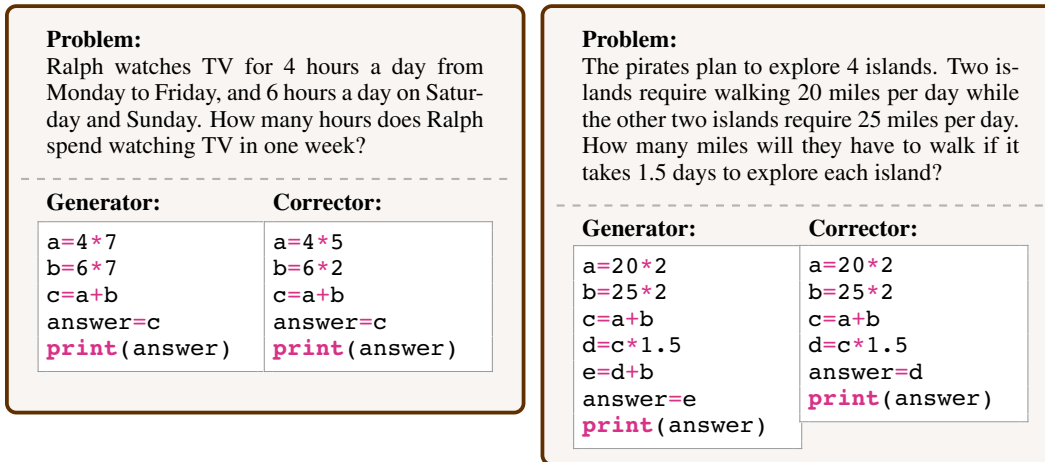 Problem:
Ralph watches TV for 4 hours a day from
Monday to Friday, and 6 hours a day on Satur-
day and Sunday. How many hours does Ralph
spend watching TV in one week?
Generator:
a=4*7
b=6*7
c=a+b
answer=c
print(answer)
Corrector:
a=4*5
b=6*2
c=a+b
answer=c
print(answer)
Problem:
The pirates plan to explore 4 islands. Two is-
lands require walking 20 miles per day while
the other two islands require 25 miles per day.
How many miles will they have to walk if it
takes 1.5 days to explore each island?
Generator:
a=20*2
b=25*2
c=a+b
d=c*1.5
e=d+b
answer=e
print(answer)
Corrector:
a=20*2
b=25*2
c=a+b
d=c*1.5
answer=d
print(answer)